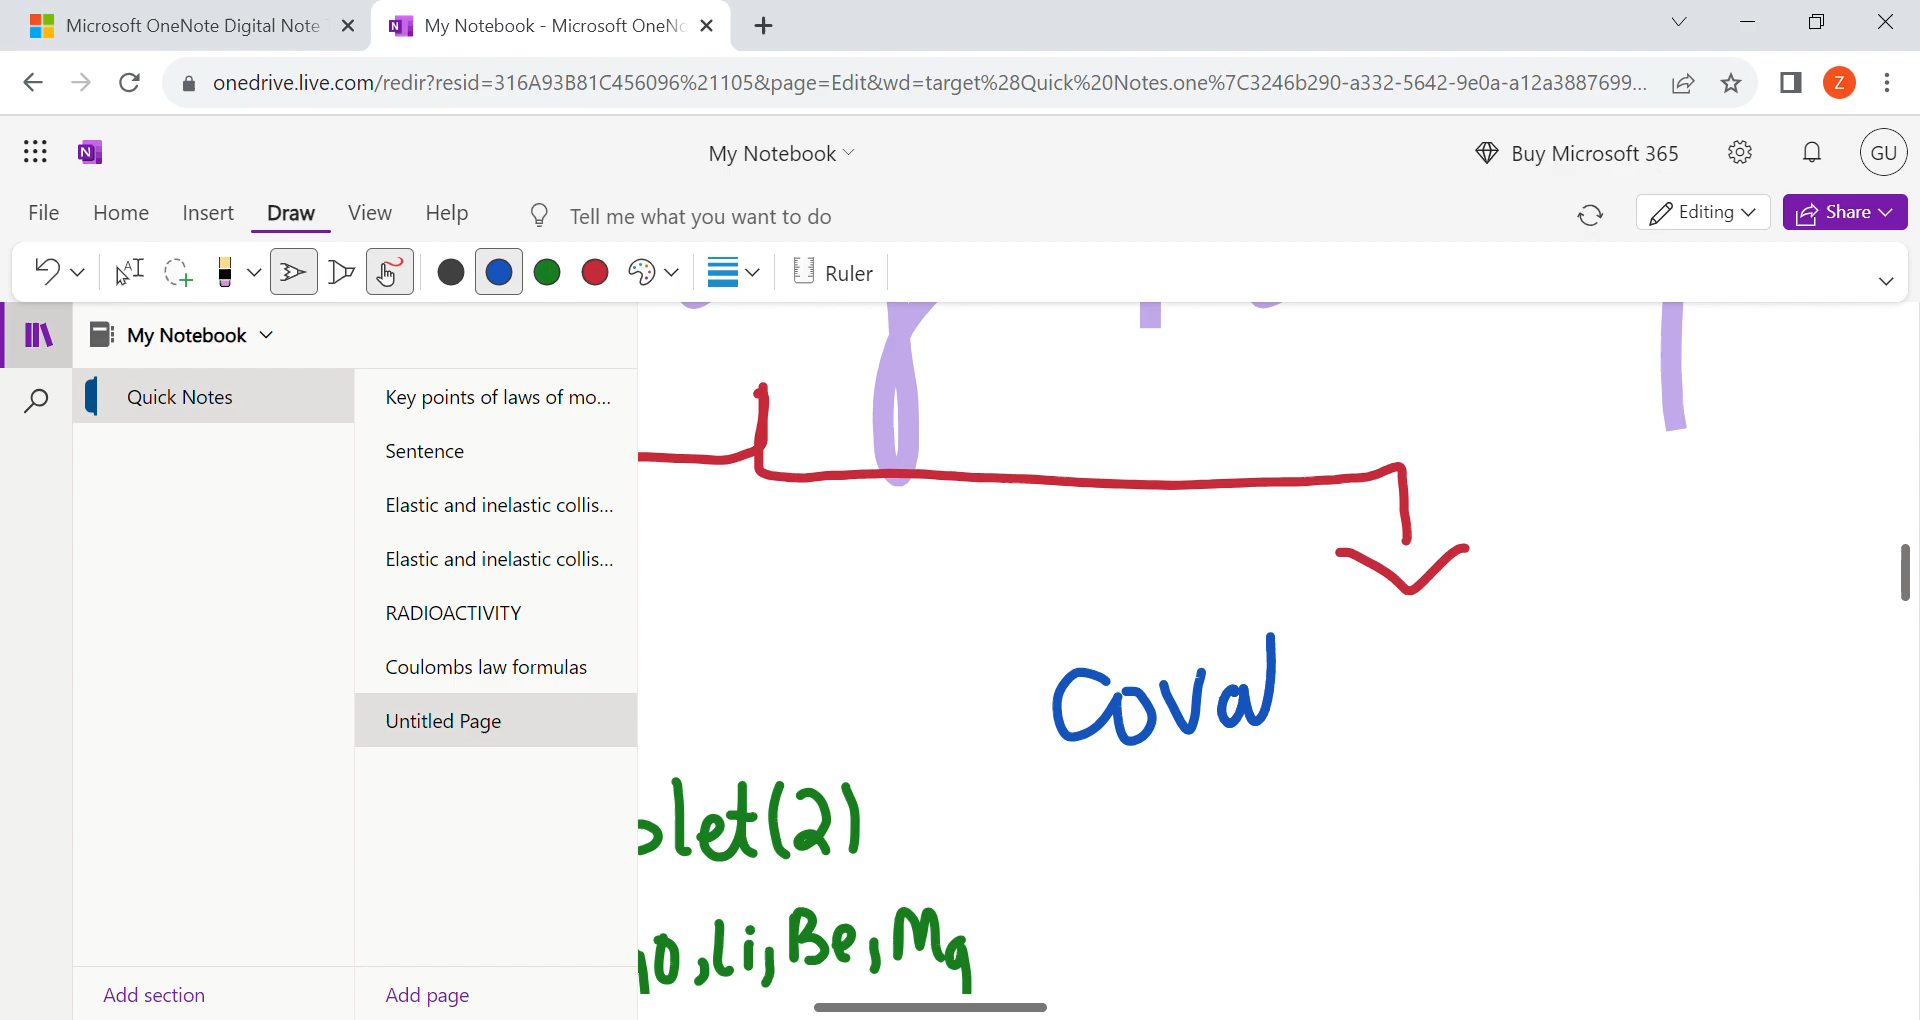 Microsoft OneNote Digital Note
My Notebook - Microsoft OneNo
onedrive.live.com/redir?resid=316A93B81C456096%21105&page=Edit&wd=target%28Quick%20Notes.one%7C3246b290-a332-5642-9e0a-a12a3887699...
Z
My Notebook
Buy Microsoft 365
GU
File Home Insert Draw View Help Tell me what you want to do
Editing
Share
Ruler
My Notebook
Quick Notes
Key points of laws of mo...
Sentence
Elastic and inelastic collis...
Elastic and inelastic collis...
RADIOACTIVITY
Coulombs law formulas
Untitled Page
Add section
Add page
Coval
let(2)
,Li, Be, Mg